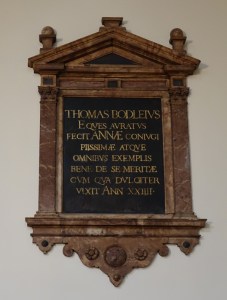 THOMAS BODLEIVS
EQVES AVRATVS
FECIT ANNÆ CONIVGI
PIISSIMÆ ATQVE
OMNIBVS EXEMPLIS
BENE DE SE MERITÆ
CVM QVA DVLCITER
VIXIT ANN XXIIII